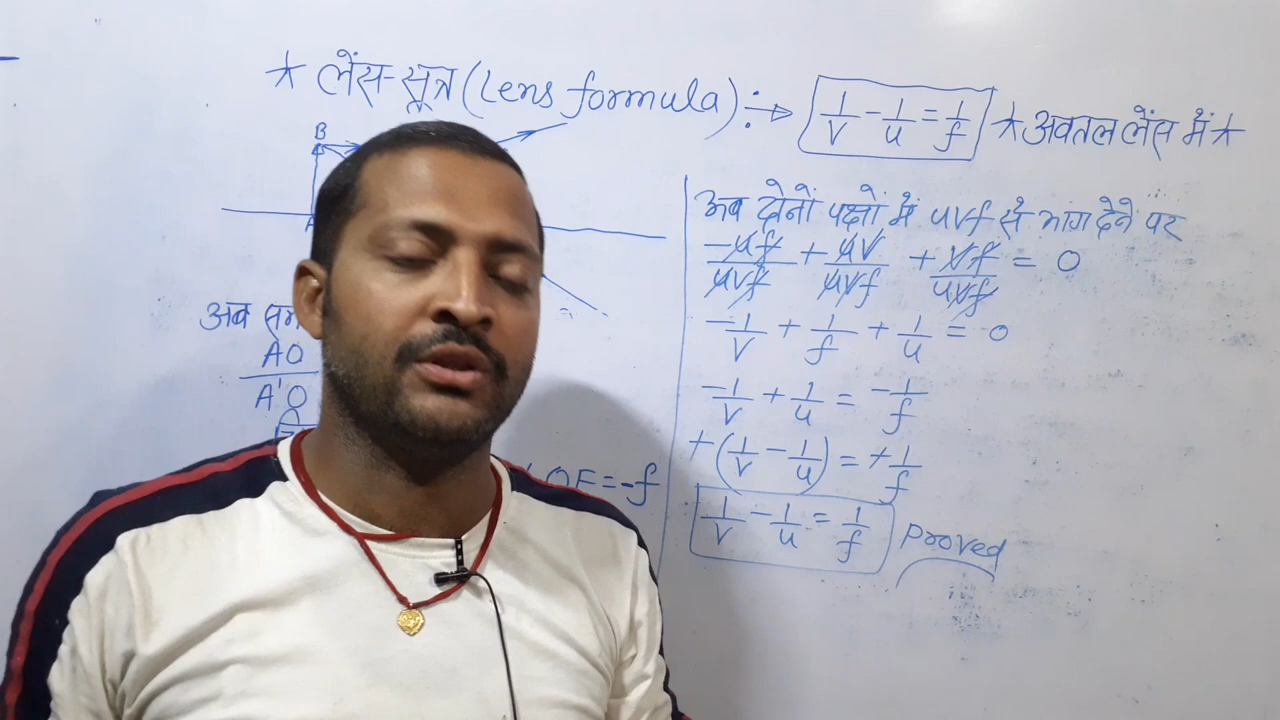 ★ लेंस-सूत्र (Lens formula) :→ 1/v - 1/u = 1/f ★ अवतल लेंस में ★
B
अब
AO
A'O
OF = -f
अब दोनों पक्षों में uvf से भाग देने पर
-uf/uvf + uv/uvf + vf/uvf = 0
-1/v + 1/f + 1/u = 0
-1/v + 1/u = -1/f
+(1/v - 1/u) = +1/f
1/v - 1/u = 1/f Proved